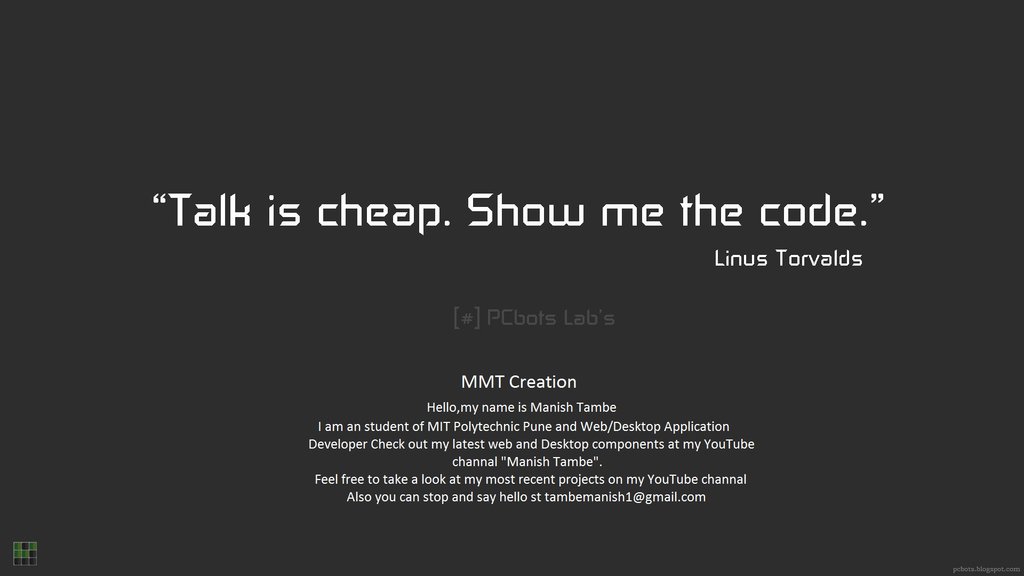 “Talk is cheap. Show me the code.”
Linus Torvalds
[#] PCbots Lab's
MMT Creation
Hello,my name is Manish Tambe
I am an student of MIT Polytechnic Pune and Web/Desktop Application
Developer Check out my latest web and Desktop components at my YouTube
channal "Manish Tambe".
Feel free to take a look at my most recent projects on my YouTube channal
Also you can stop and say hello st tambemanish1@gmail.com
pcbots.blogspot.com